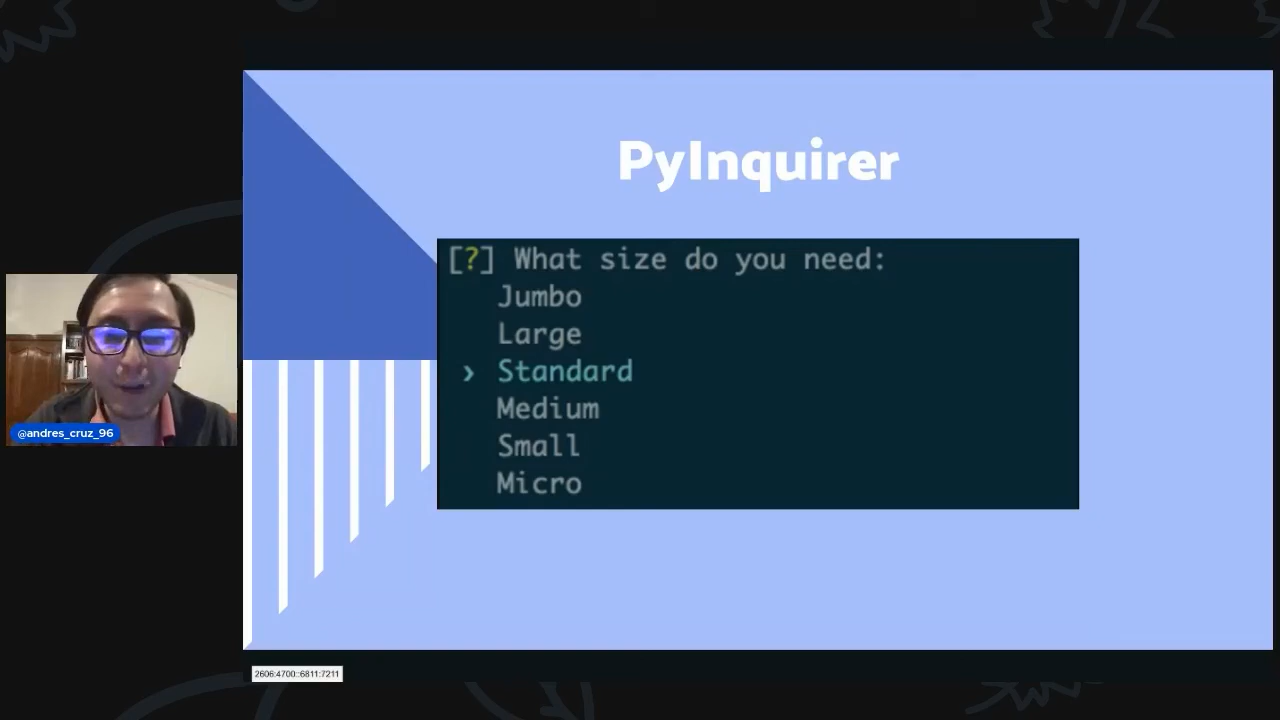 PyInquirer
[?] What size do you need:
Jumbo
Large
› Standard
Medium
Small
Micro
@andres_cruz_96
2606:4700::6811:7211